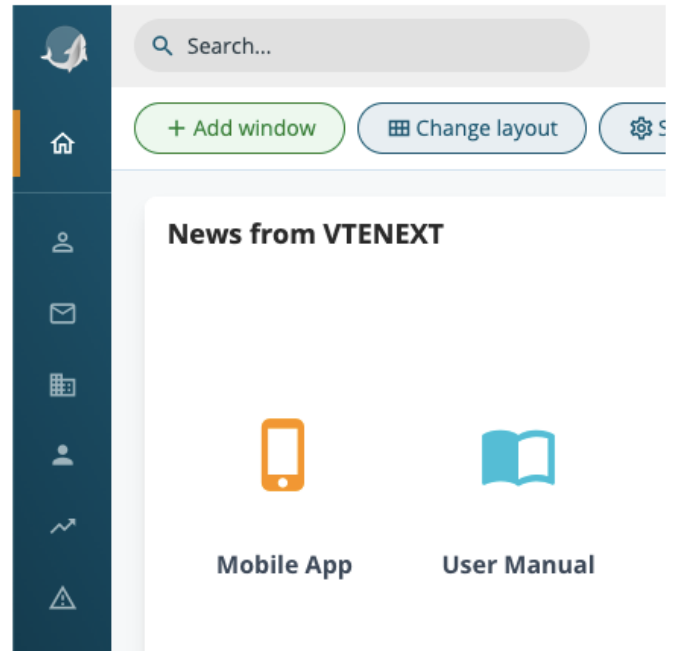 Search...
+ Add window
Change layout
News from VTENEXT
Mobile App
User Manual